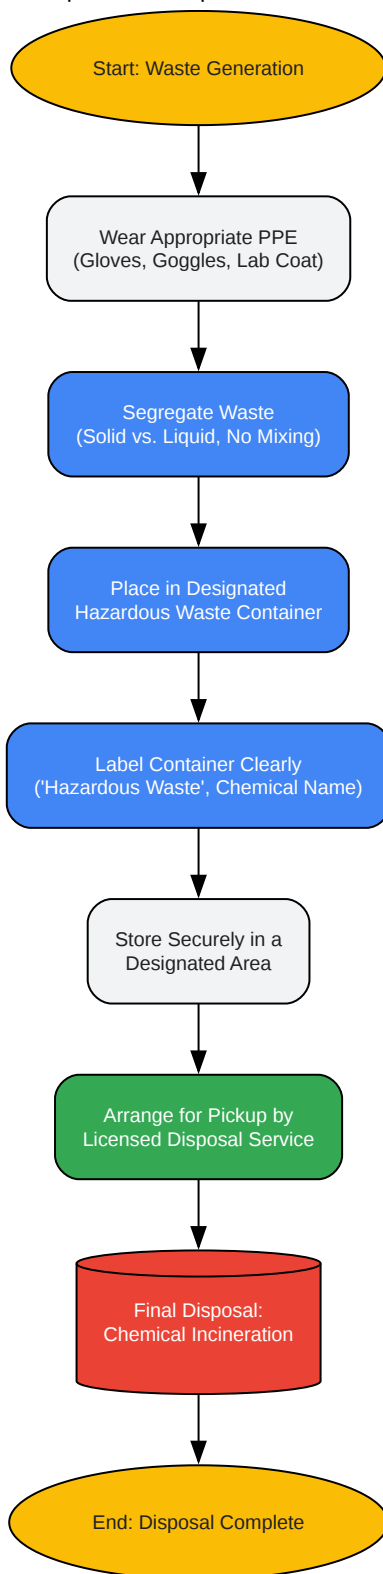 Start: Waste Generation
Wear Appropriate PPE
(Gloves, Goggles, Lab Coat)
Segregate Waste
(Solid vs. Liquid, No Mixing)
Place in Designated
Hazardous Waste Container
Label Container Clearly
('Hazardous Waste', Chemical Name)
Store Securely in a
Designated Area
Arrange for Pickup by
Licensed Disposal Service
Final Disposal:
Chemical Incineration
End: Disposal Complete